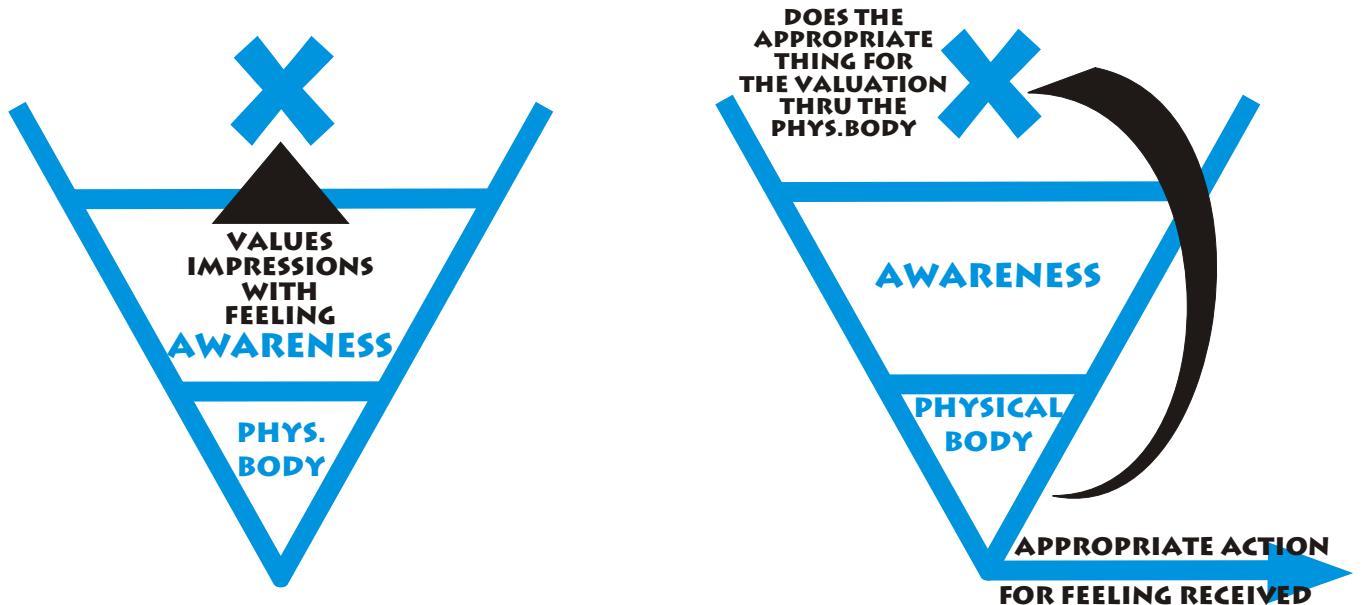 VALUES
IMPRESSIONS
WITH
FEELING
AWARENESS
PHYS.
BODY
DOES THE
APPROPRIATE
THING FOR
THE VALUATION
THRU THE
PHYS.BODY
AWARENESS
PHYSICAL
BODY
APPROPRIATE ACTION
FOR FEELING RECEIVED